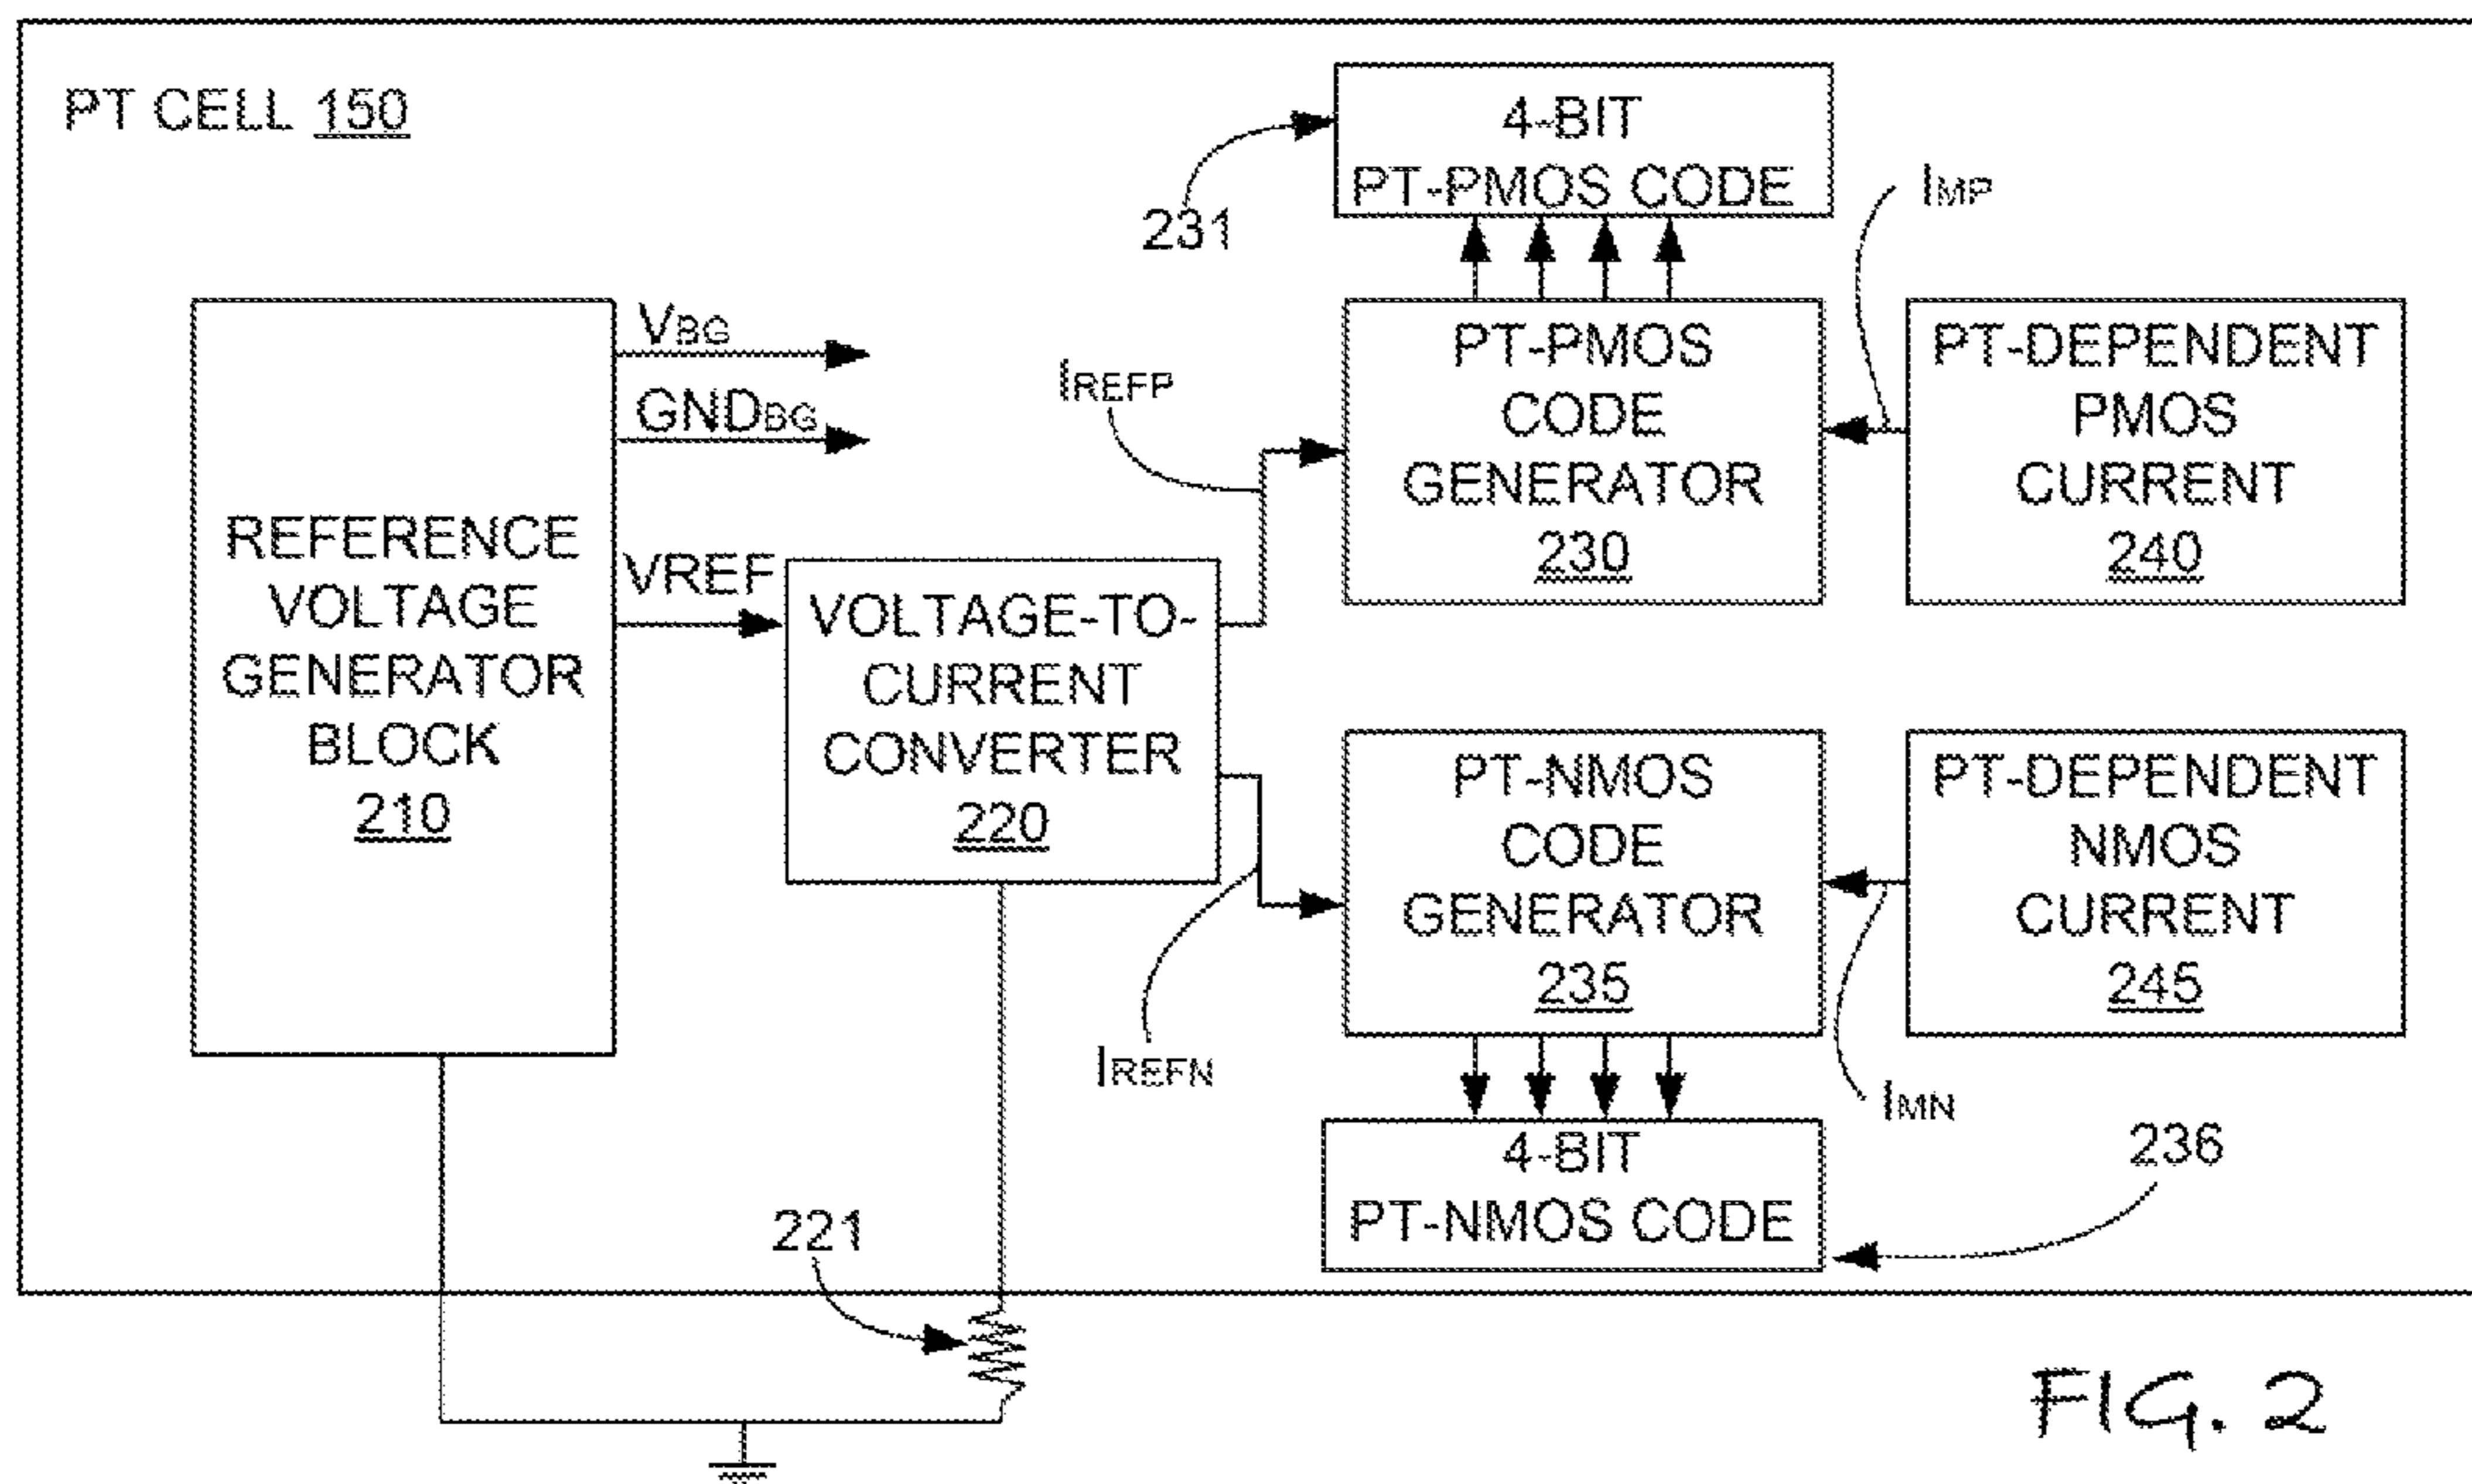 PT CELL 150
4-BIT
PT-PMOS CODE
231
IMP
VBG
GNDBG
VREF
REFERENCE
VOLTAGE
GENERATOR
BLOCK
210
IREFP
PT-PMOS
CODE
GENERATOR
230
PT-DEPENDENT
PMOS
CURRENT
240
VOLTAGE-TO-
CURRENT
CONVERTER
220
IREFN
PT-NMOS
CODE
GENERATOR
235
PT-DEPENDENT
NMOS
CURRENT
245
IMN
4-BIT
PT-NMOS CODE
236
221
FIG. 2